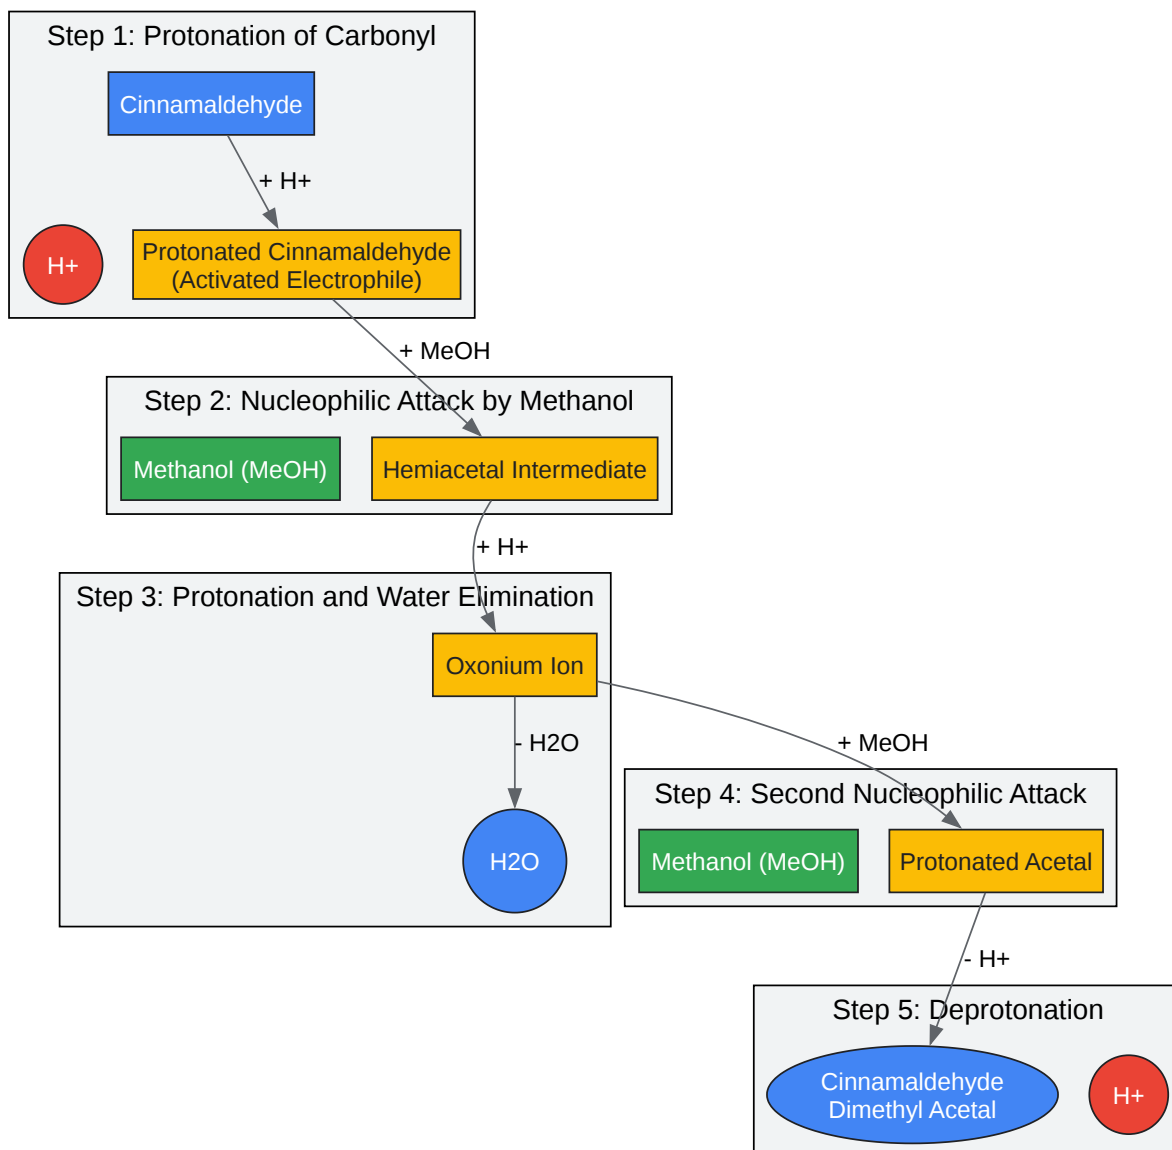 Step 1: Protonation of Carbonyl
Cinnamaldehyde
+ H+
H+
Protonated Cinnamaldehyde
(Activated Electrophile)
+ MeOH
Step 2: Nucleophilic Attack by Methanol
Methanol (MeOH)
Hemiacetal Intermediate
+ H+
Step 3: Protonation and Water Elimination
Oxonium Ion
- H2O
H2O
+ MeOH
Step 4: Second Nucleophilic Attack
Methanol (MeOH)
Protonated Acetal
- H+
Step 5: Deprotonation
Cinnamaldehyde
Dimethyl Acetal
H+